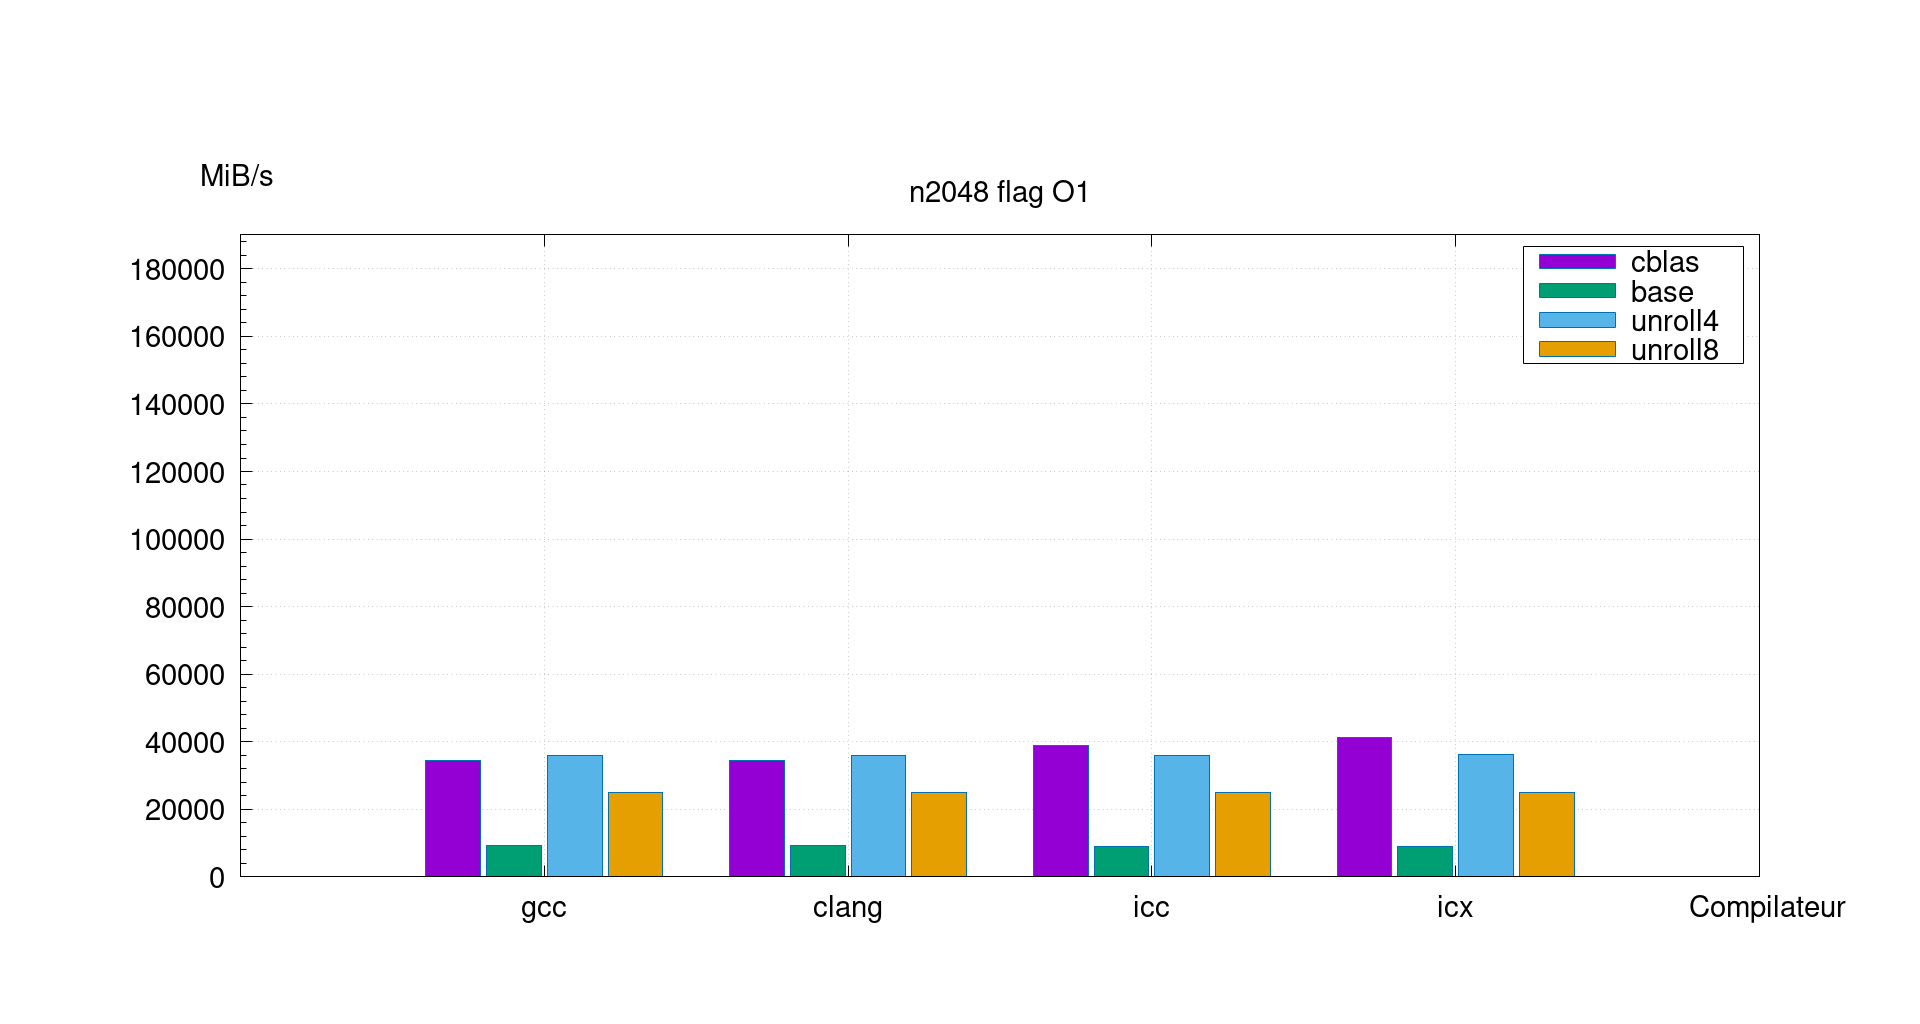 MiB/s
n2048 flag O1
180000
160000
140000
120000
100000
80000
60000
40000
20000
0
cblas
base
unroll4
unroll8
gcc clang icc icx Compilateur